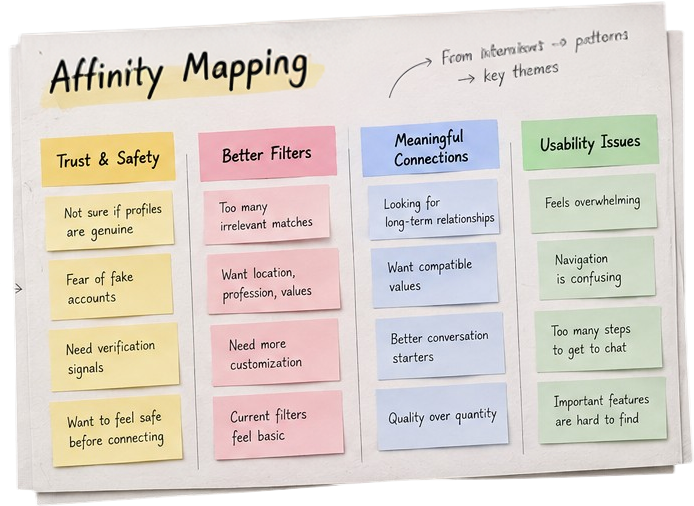 Affinity Mapping
From interviews → patterns
→ key themes
Trust & Safety
Not sure if profiles
are genuine
Fear of fake
accounts
Need verification
signals
Want to feel safe
before connecting
Better Filters
Too many
irrelevant matches
Want location,
profession, values
Need more
customization
Current filters
feel basic
Meaningful
Connections
Looking for
long-term relationships
Want compatible
values
Better conversation
starters
Quality over quantity
Usability Issues
Feels overwhelming
Navigation
is confusing
Too many steps
to get to chat
Important features
are hard to find